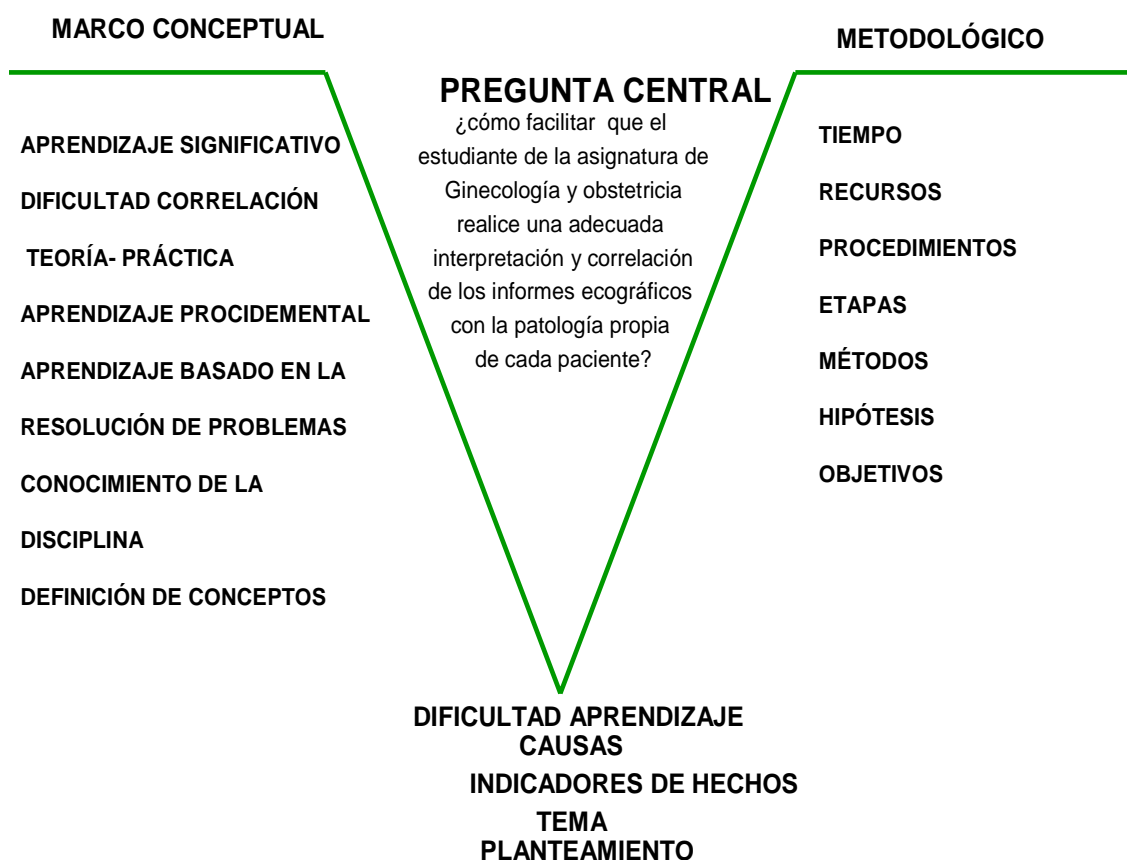 MARCO CONCEPTUAL
APRENDIZAJE SIGNIFICATIVO
DIFICULTAD CORRELACIÓN
TEORÍA- PRÁCTICA
APRENDIZAJE PROCIDEMENTAL
APRENDIZAJE BASADO EN LA
RESOLUCIÓN DE PROBLEMAS
CONOCIMIENTO DE LA
DISCIPLINA
DEFINICIÓN DE CONCEPTOS
PREGUNTA CENTRAL
¿cómo facilitar que el
estudiante de la asignatura de
Ginecología y obstetricia
realice una adecuada
interpretación y correlación
de los informes ecográficos
con la patología propia
de cada paciente?
METODOLÓGICO
TIEMPO
RECURSOS
PROCEDIMIENTOS
ETAPAS
MÉTODOS
HIPÓTESIS
OBJETIVOS
DIFICULTAD APRENDIZAJE
CAUSAS
INDICADORES DE HECHOS
TEMA
PLANTEAMIENTO